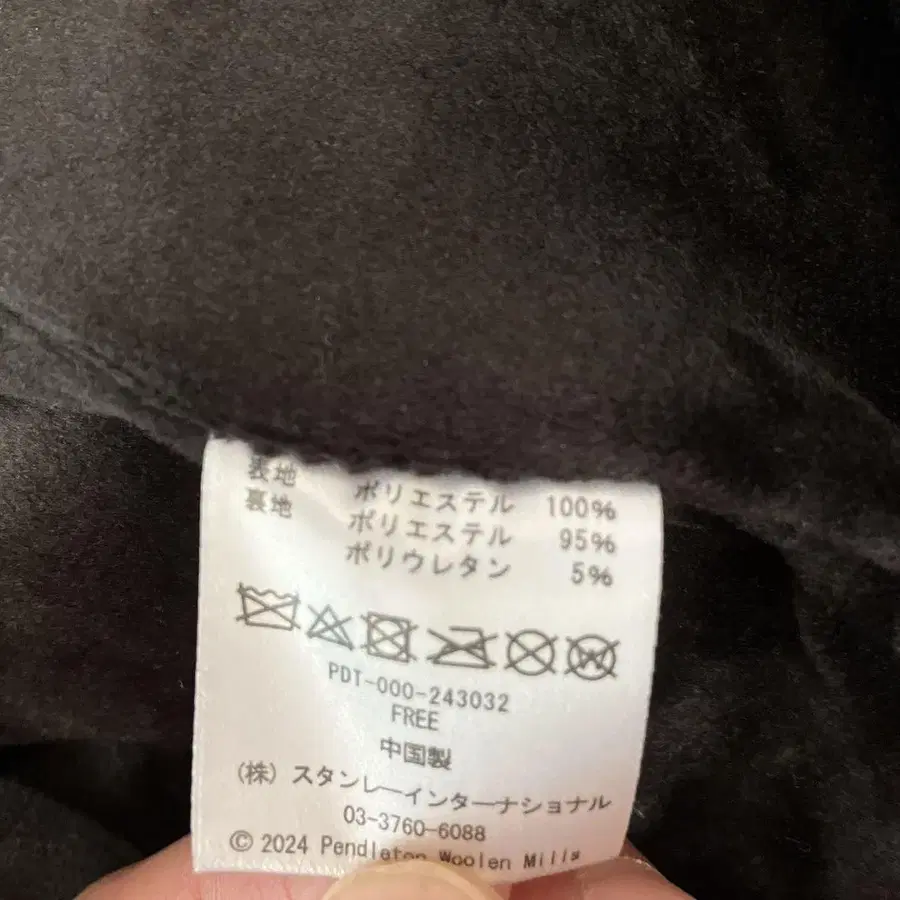 表地 ポリエステル 100%
裏地 ポリエステル 95%
ポリウレタン 5%
PDT-000-243032
FREE
中国製
(株) スタンレーインターナショナル
03-3760-6088
© 2024 Pendleton Woolen Mills